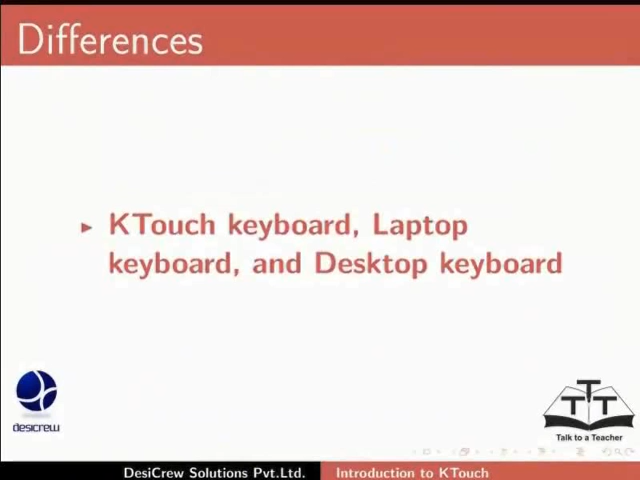 Differences
KTouch keyboard, Laptop
keyboard, and Desktop keyboard
desicrew
TTT
Talk to a Teacher
DesiCrew Solutions Pvt.Ltd. Introduction to KTouch